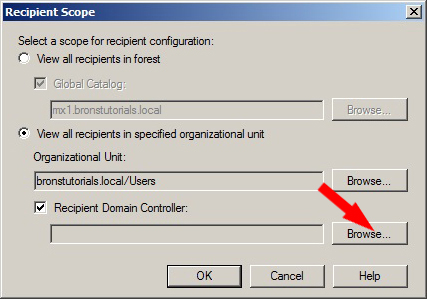 Recipient Scope
Select a scope for recipient configuration:
View all recipients in forest
Global Catalog:
mx1.bronstutorials.local Browse...
View all recipients in specified organizational unit
Organizational Unit:
bronstutorials.local/Users Browse...
Recipient Domain Controller:
Browse...
OK Cancel Help